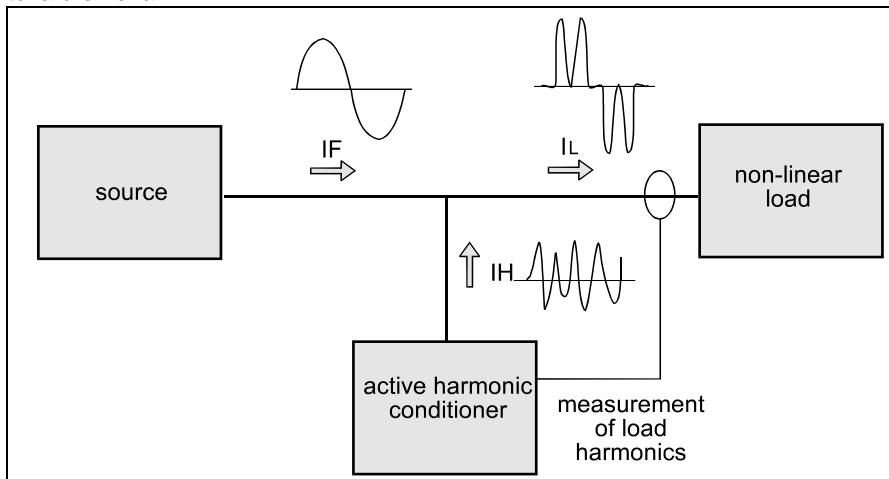 IF
IL
source
non-linear
load
IH
active harmonic
conditioner
measurement
of load
harmonics